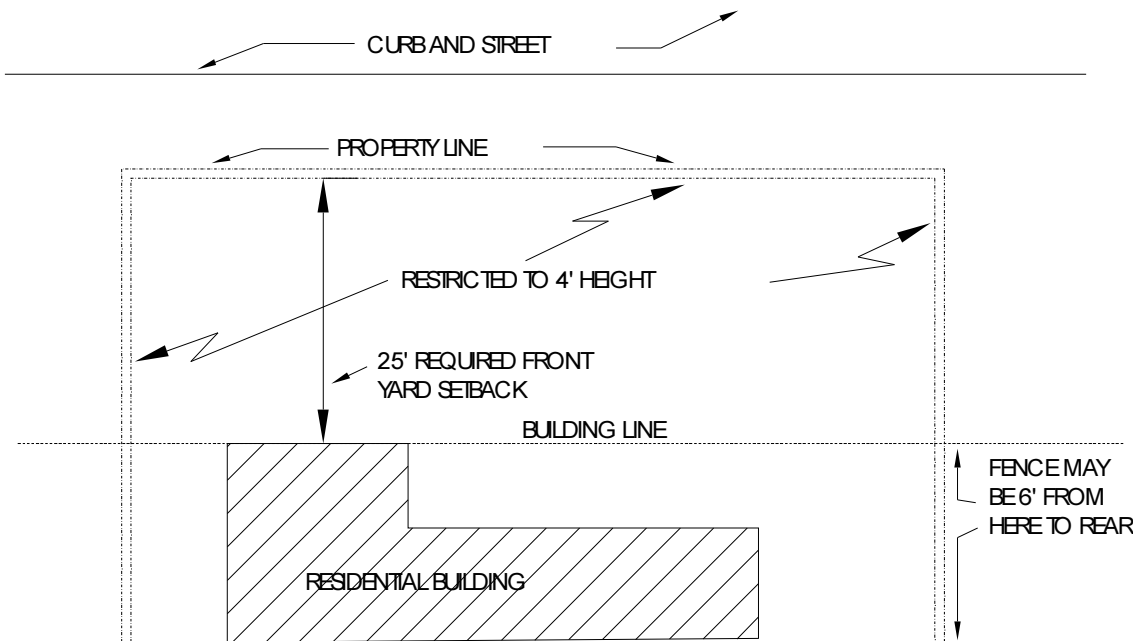 CURB AND STREET
PROPERTY LINE
RESTRICTED TO 4' HEIGHT
25' REQUIRED FRONT
YARD SETBACK
BUILDING LINE
FENCE MAY
BE 6' FROM
HERE TO REAR
RESIDENTIAL BUILDING